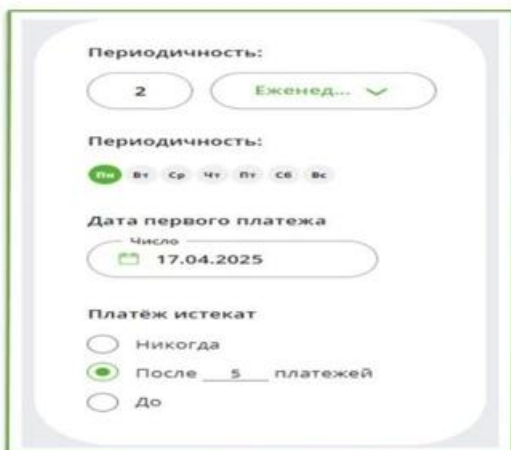 Периодичность:
2 Еженед...
Периодичность:
Пн Вт Ср Чт Пт Сб Вс
Дата первого платежа
Число
17.04.2025
Платёж истекат
Никогда
После 5 платежей
До